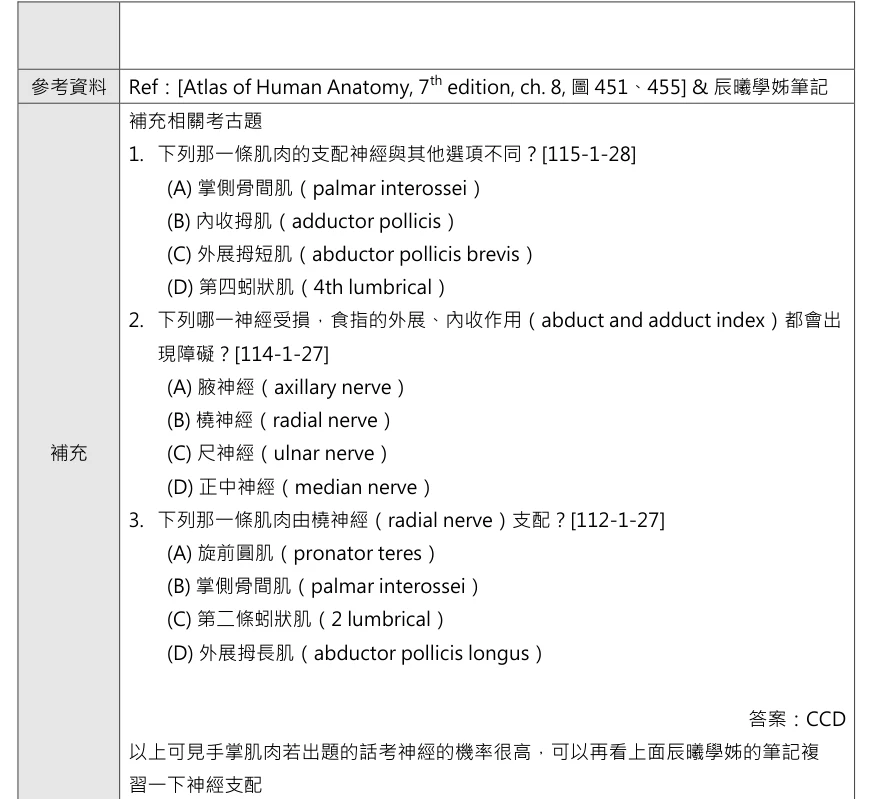 參考資料
Ref：[Atlas of Human Anatomy, 7th edition, ch. 8, 圖 451、455] & 辰曦學姊筆記
補充
補充相關考古題
1. 下列那一條肌肉的支配神經與其他選項不同？[115-1-28]
(A) 掌側骨間肌（palmar interossei）
(B) 內收拇肌（adductor pollicis）
(C) 外展拇短肌（abductor pollicis brevis）
(D) 第四蚓狀肌（4th lumbrical）
2. 下列哪一神經受損，食指的外展、內收作用（abduct and adduct index）都會出
現障礙？[114-1-27]
(A) 腋神經（axillary nerve）
(B) 橈神經（radial nerve）
(C) 尺神經（ulnar nerve）
(D) 正中神經（median nerve）
3. 下列那一條肌肉由橈神經（radial nerve）支配？[112-1-27]
(A) 旋前圓肌（pronator teres）
(B) 掌側骨間肌（palmar interossei）
(C) 第二條蚓狀肌（2 lumbrical）
(D) 外展拇長肌（abductor pollicis longus）
答案：CCD
以上可見手掌肌肉若出題的話考神經的機率很高，可以再看上面辰曦學姊的筆記複
習一下神經支配